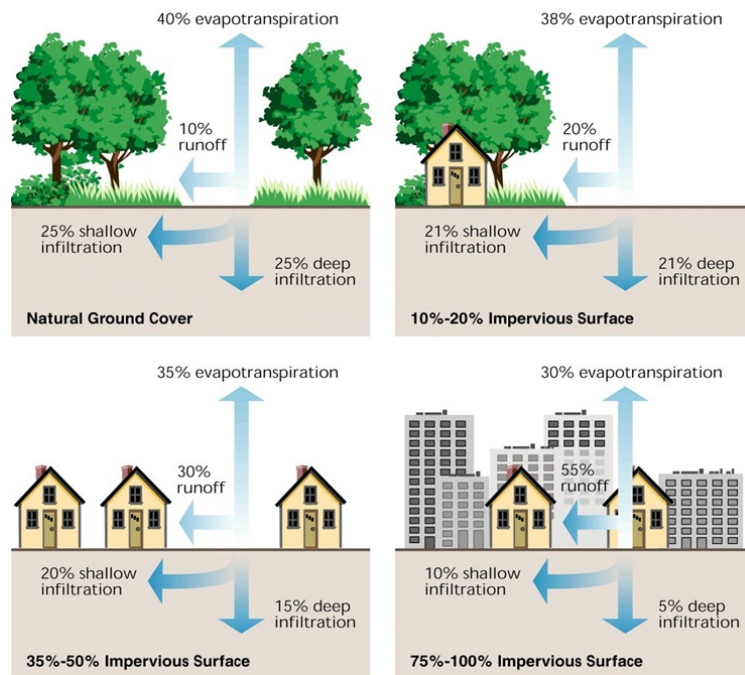 40% evapotranspiration
10%
runoff
25% shallow
infiltration
25% deep
infiltration
Natural Ground Cover
38% evapotranspiration
20%
runoff
21% shallow
infiltration
21% deep
infiltration
10%-20% Impervious Surface
35% evapotranspiration
30%
runoff
20% shallow
infiltration
15% deep
infiltration
35%-50% Impervious Surface
30% evapotranspiration
55%
runoff
10% shallow
infiltration
5% deep
infiltration
75%-100% Impervious Surface